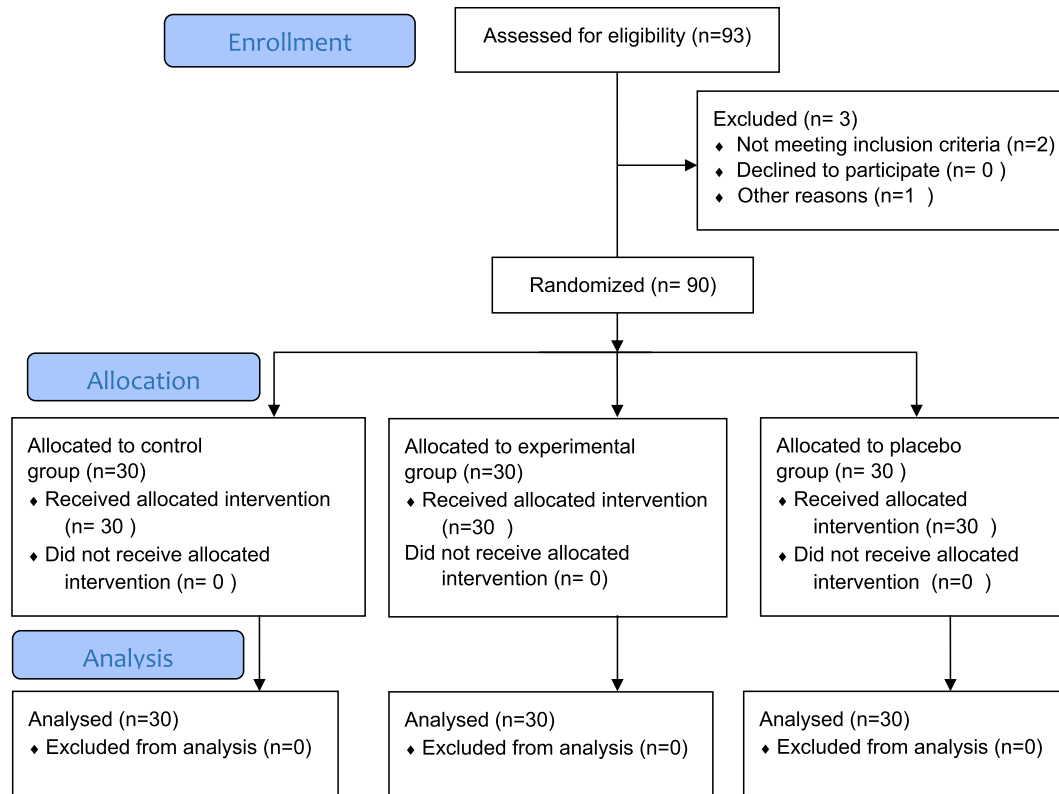 Enrollment
Assessed for eligibility (n=93)
Excluded (n= 3)
♦ Not meeting inclusion criteria (n=2)
♦ Declined to participate (n= 0 )
♦ Other reasons (n=1 )
Randomized (n= 90)
Allocation
Allocated to control
group (n=30)
♦ Received allocated intervention
(n= 30 )
♦ Did not receive allocated
intervention (n= 0 )
Allocated to experimental
group (n=30)
♦ Received allocated intervention
(n=30 )
Did not receive allocated
intervention (n= 0)
Allocated to placebo
group (n= 30 )
♦ Received allocated
intervention (n=30 )
♦ Did not receive allocated
intervention (n=0 )
Analysis
Analysed (n=30)
♦ Excluded from analysis (n=0)
Analysed (n=30)
♦ Excluded from analysis (n=0)
Analysed (n=30)
♦ Excluded from analysis (n=0)